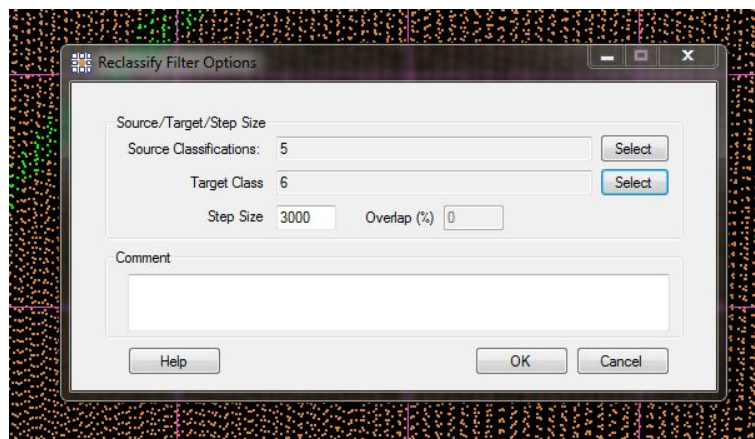 Reclassify Filter Options
Source/Target/Step Size
Source Classifications: 5 Select
Target Class 6 Select
Step Size 3000 Overlap (%) 0
Comment
Help OK Cancel